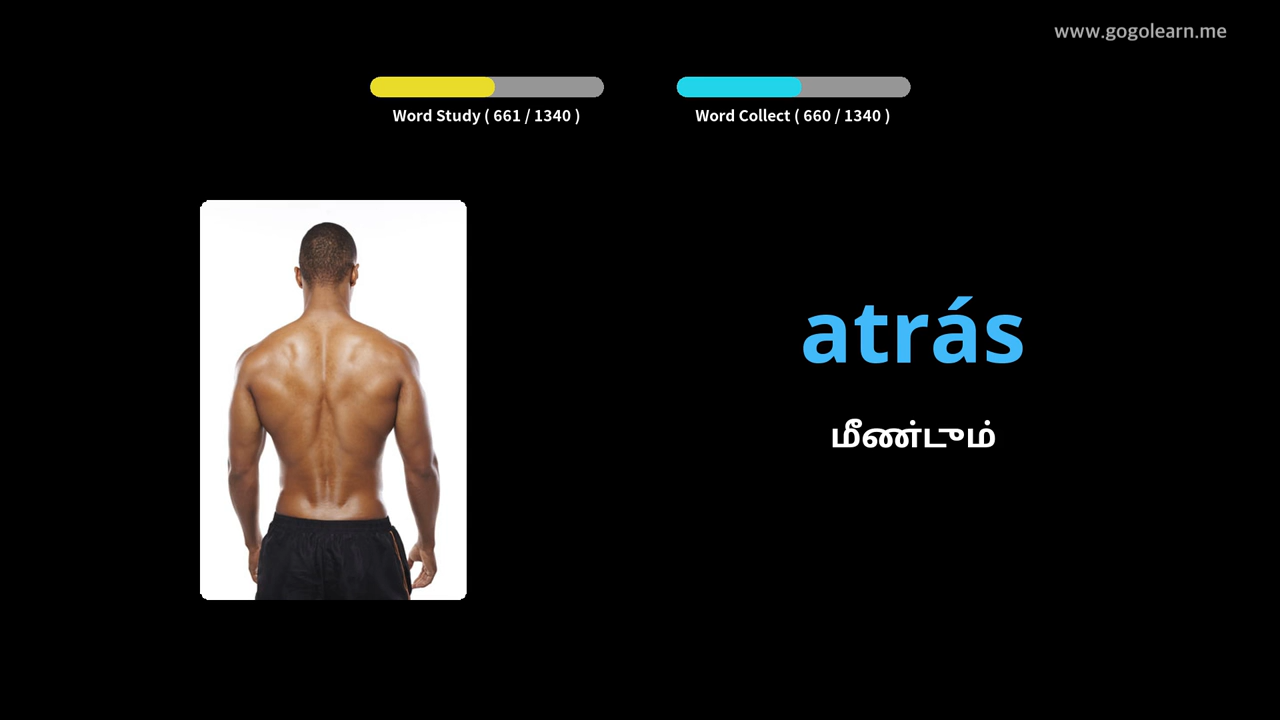 www.gogolearn.me
Word Study ( 661 / 1340 )
Word Collect ( 660 / 1340 )
atrás
மீண்டும்